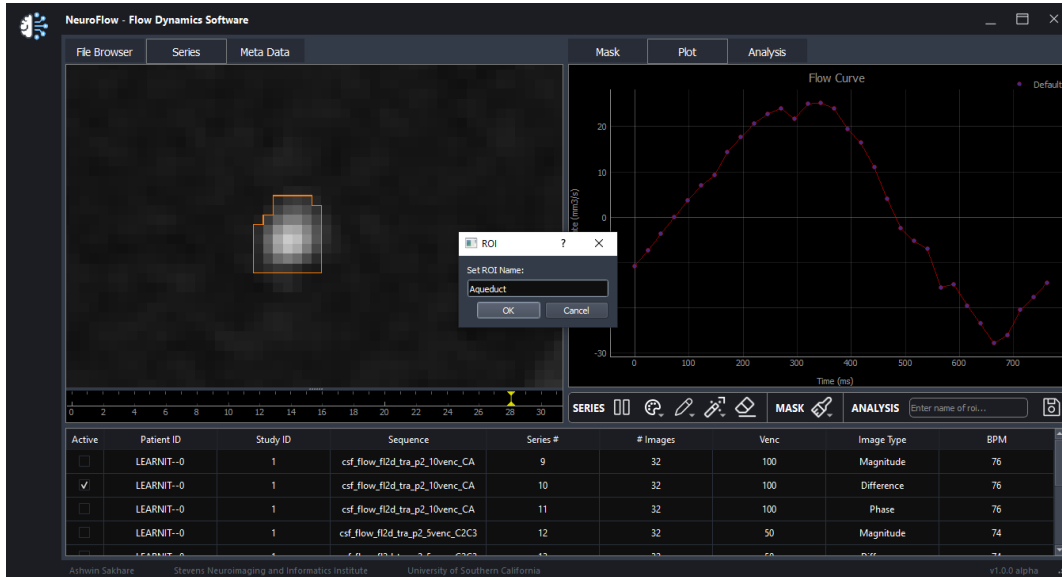 NeuroFlow - Flow Dynamics Software
File Browser Series Meta Data
Mask Plot Analysis
Flow Curve
Default
20
10
0
-30
(mm3/s)
0 100 200 300 400 500 600 700
Time (ms)
ROI ? ×
Set ROI Name:
Aqueduct
OK Cancel
0 2 4 6 8 10 12 14 16 18 20 22 24 26 28 30
SERIES MASK ANALYSIS Enter name of roi...
Active Patient ID Study ID Sequence Series # # Images Venc Image Type BPM
LEARNIT--0 1 csf_flow_fl2d_tra_p2_10venc_CA 9 32 100 Magnitude 76
LEARNIT--0 1 csf_flow_fl2d_tra_p2_10venc_CA 10 32 100 Difference 76
LEARNIT--0 1 csf_flow_fl2d_tra_p2_10venc_CA 11 32 100 Phase 76
LEARNIT--0 1 csf_flow_fl2d_tra_p2_5venc_C2C3 12 32 50 Magnitude 74
Ashwin Sakhare Stevens Neuroimaging and Informatics Institute University of Southern California v1.0.0 alpha